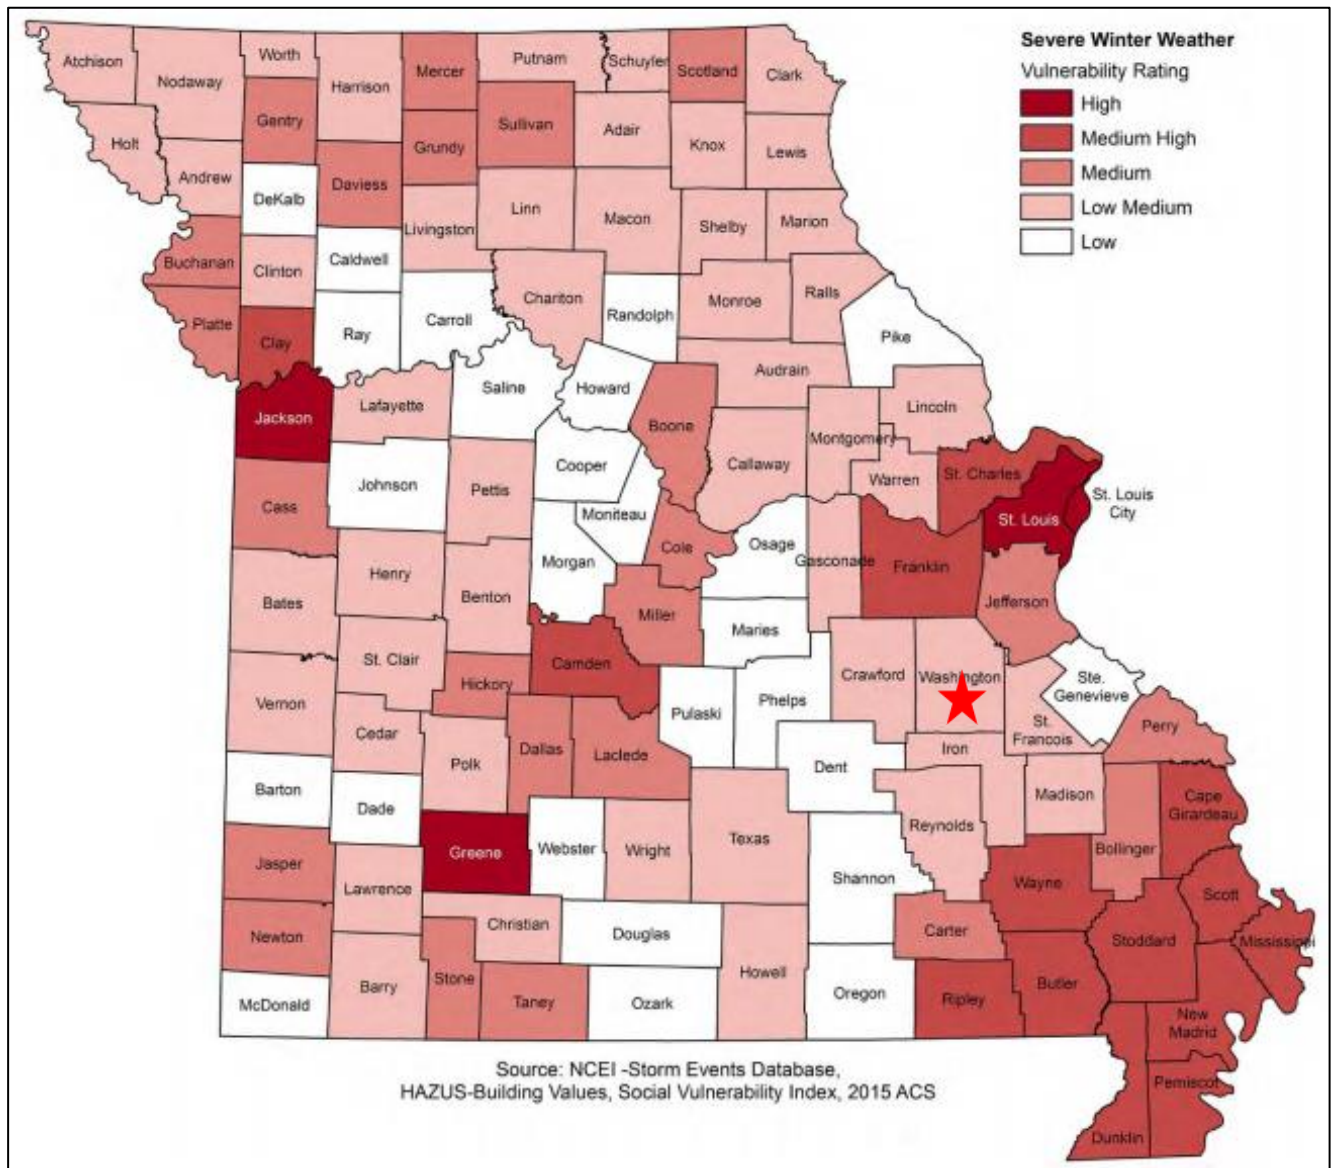 Severe Winter Weather
Vulnerability Rating
High
Medium High
Medium
Low Medium
Low
Atchison
Nodaway
Worth
Harrison
Mercer
Putnam
Schuyler
Scotland
Clark
Gentry
Sullivan
Adair
Knox
Lewis
Holt
Andrew
DeKalb
Daviess
Grundy
Livingston
Linn
Macon
Shelby
Marion
Buchanan
Clinton
Caldwell
Chariton
Randolph
Monroe
Ralls
Pike
Platte
Clay
Ray
Carroll
Saline
Howard
Boone
Audrain
Jackson
Lafayette
Lincoln
Montgomery
Callaway
Warren
St. Charles
St. Louis
St. Louis
City
Johnson
Pettis
Cooper
Cass
Moniteau
Morgan
Cole
Osage
Gasconade
Franklin
Jefferson
Henry
Benton
Bates
Miller
Maries
St. Clair
Camden
Hickory
Vernon
Crawford
Washington
Ste.
Genevieve
St.
Francois
Perry
Pulaski
Phelps
Cedar
Polk
Dallas
Laclede
Dent
Iron
Barton
Dade
Madison
Cape
Girardeau
Reynolds
Bollinger
Jasper
Greene
Webster
Wright
Texas
Lawrence
Shannon
Wayne
Scott
Newton
Christian
Douglas
Carter
Stoddard
Mississippi
McDonald
Barry
Stone
Taney
Ozark
Howell
Oregon
Ripley
Butler
New
Madrid
Pemiscot
Dunklin
Source: NCEI -Storm Events Database,
HAZUS-Building Values, Social Vulnerability Index, 2015 ACS